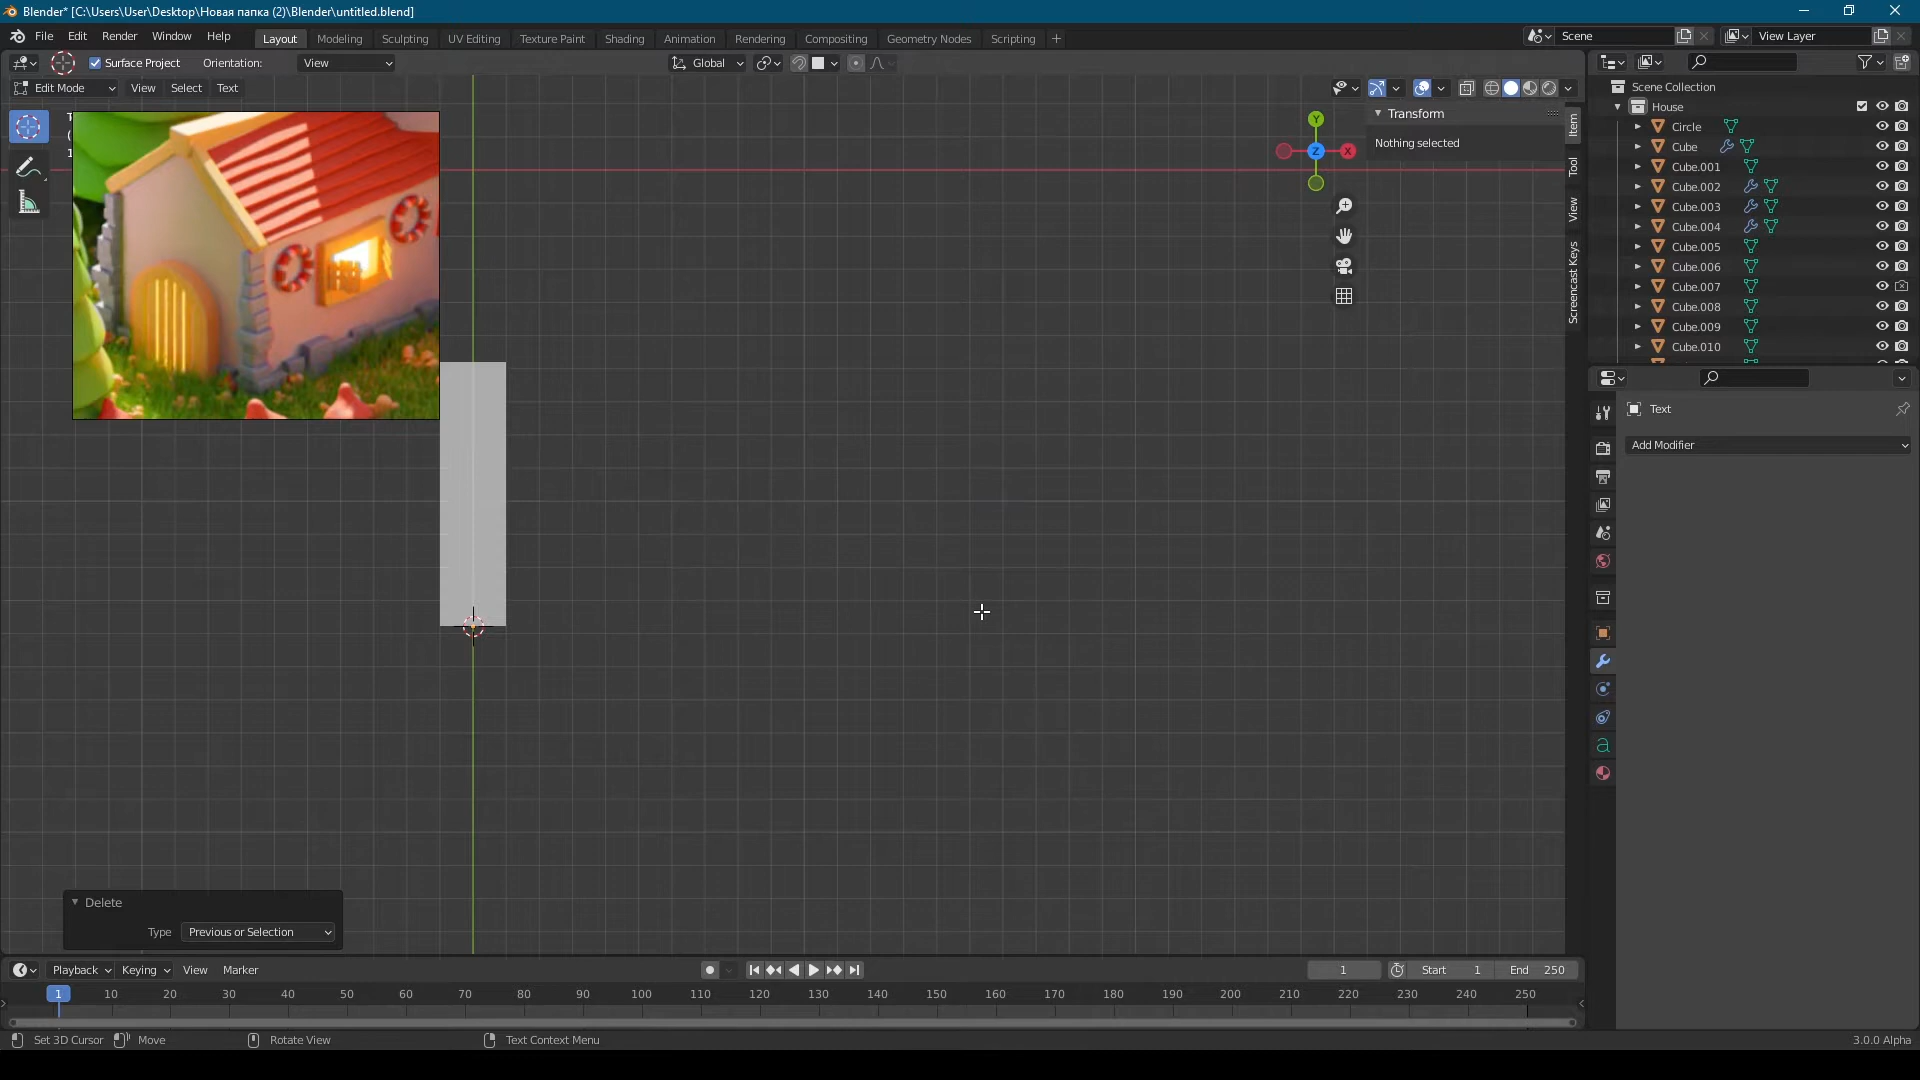 Blender* [C:\Users\User\Desktop\Новая папка (2)\Blender\untitled.blend]
File Edit Render Window Help Layout Modeling Sculpting UV Editing Texture Paint Shading Animation Rendering Compositing Geometry Nodes Scripting + Scene View Layer
Surface Project Orientation: View Global
Edit Mode View Select Text
Scene Collection
House
Circle
Cube
Cube.001
Cube.002
Cube.003
Cube.004
Cube.005
Cube.006
Cube.007
Cube.008
Cube.009
Cube.010
Y
Z
X
Transform
Nothing selected
Item
Tool
View
Screencast Keys
Text
Add Modifier
Delete
Type Previous or Selection
Playback Keying View Marker 1 Start 1 End 250
1 10 20 30 40 50 60 70 80 90 100 110 120 130 140 150 160 170 180 190 200 210 220 230 240 250
Set 3D Cursor Move Rotate View Text Context Menu 3.0.0 Alpha